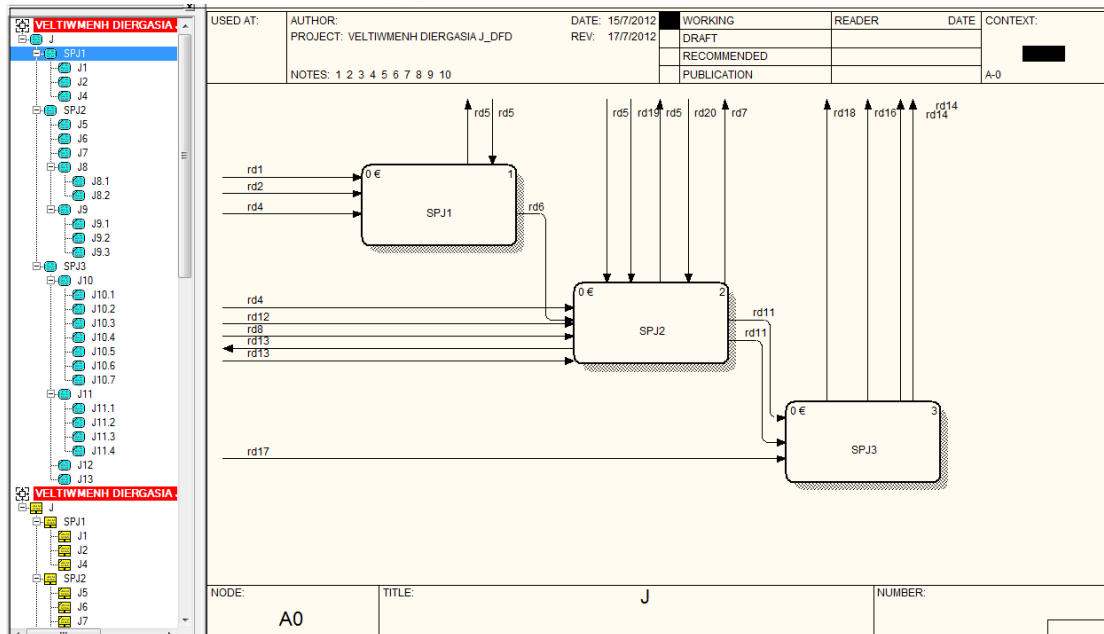 VELTIWMENH DIERGASIA J
J
SPJ1
J1
J2
J4
SPJ2
J5
J6
J7
J8
J8.1
J8.2
J9
J9.1
J9.2
J9.3
SPJ3
J10
J10.1
J10.2
J10.3
J10.4
J10.5
J10.6
J10.7
J11
J11.1
J11.2
J11.3
J11.4
J12
J13
VELTIWMENH DIERGASIA J
J
SPJ1
J1
J2
J4
SPJ2
J5
J6
J7
USED AT: AUTHOR: DATE: 15/7/2012 WORKING READER DATE CONTEXT:
PROJECT: VELTIWMENH DIERGASIA J_DFD REV: 17/7/2012 DRAFT
RECOMMENDED
NOTES: 1 2 3 4 5 6 7 8 9 10 PUBLICATION A-0
rd14
rd5 rd5 rd5 rd19 rd5 rd20 rd7 rd18 rd16 rd14
rd1
0 € 1
rd2
rd4 SPJ1 rd6
0 € 2
rd4
rd12 rd11
rd8 SPJ2 rd11
rd13
rd13
0 € 3
rd17 SPJ3
NODE: TITLE: J NUMBER:
A0